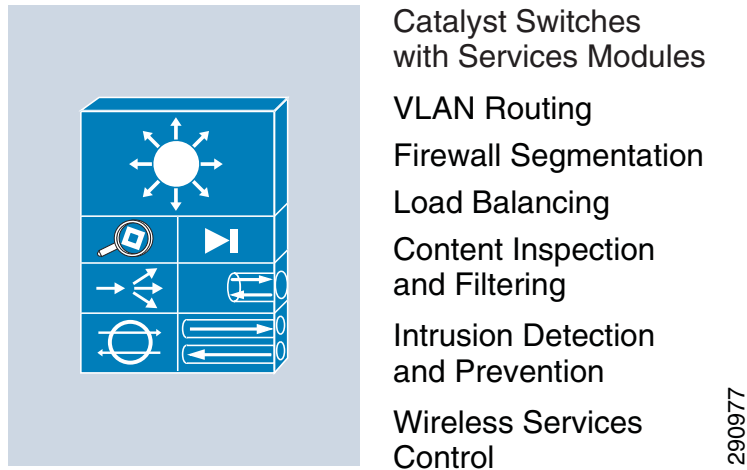 Catalyst Switches
with Services Modules
VLAN Routing
Firewall Segmentation
Load Balancing
Content Inspection
and Filtering
Intrusion Detection
and Prevention
Wireless Services
Control
290977